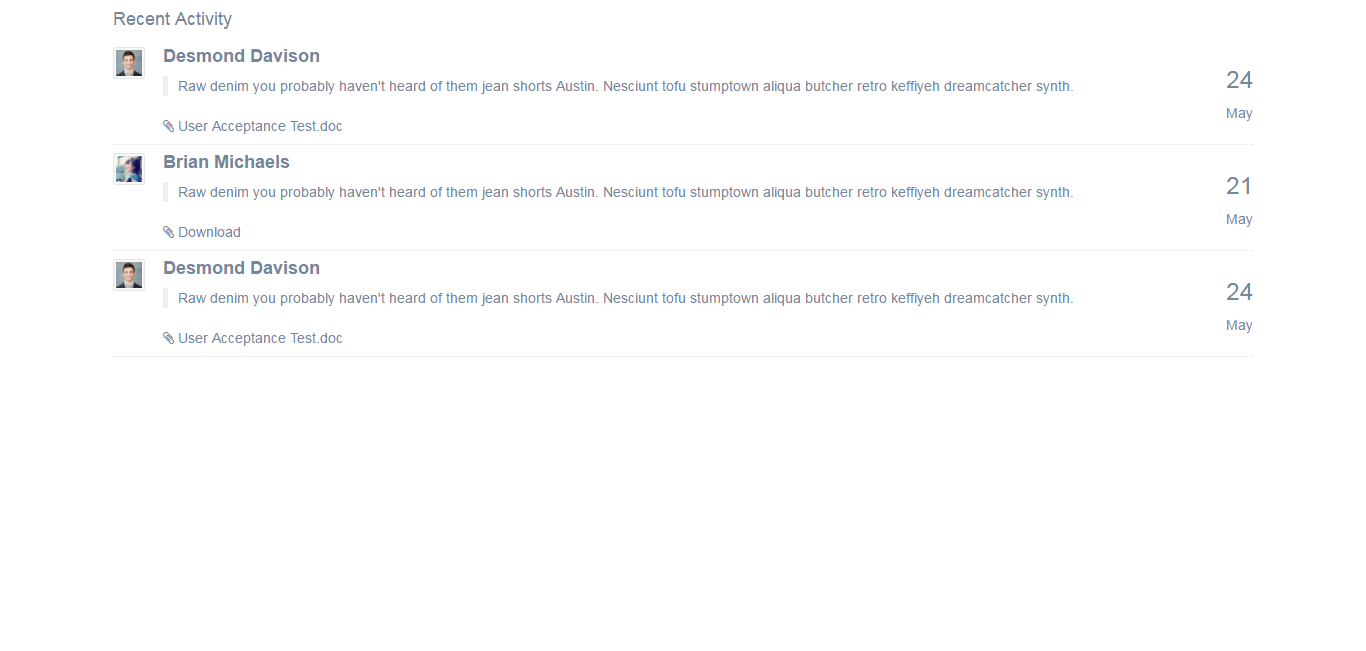 Recent Activity
Desmond Davison
Raw denim you probably haven't heard of them jean shorts Austin. Nesciunt tofu stumptown aliqua butcher retro keffiyeh dreamcatcher synth.
24
May
User Acceptance Test.doc
Brian Michaels
Raw denim you probably haven't heard of them jean shorts Austin. Nesciunt tofu stumptown aliqua butcher retro keffiyeh dreamcatcher synth.
21
May
Download
Desmond Davison
Raw denim you probably haven't heard of them jean shorts Austin. Nesciunt tofu stumptown aliqua butcher retro keffiyeh dreamcatcher synth.
24
May
User Acceptance Test.doc